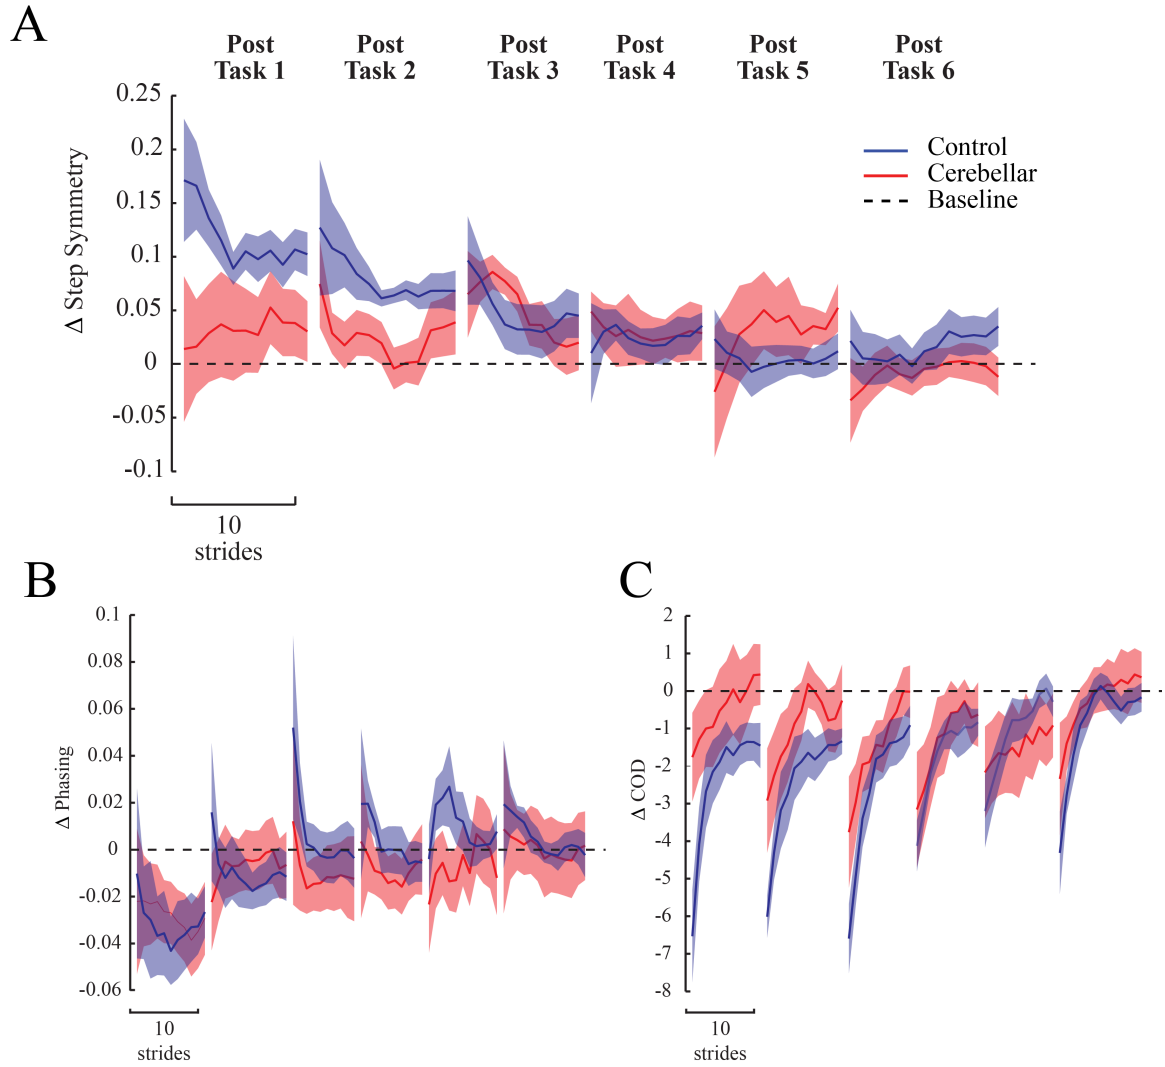 A
Post Task 1
Post Task 2
Post Task 3
Post Task 4
Post Task 5
Post Task 6
0.25
0.2
0.15
0.1
0.05
0
-0.05
-0.1
Δ Step Symmetry
Control
Cerebellar
Baseline
10
strides
B
0.1
0.08
0.06
0.04
0.02
0
-0.02
-0.04
-0.06
Δ Phasing
10
strides
C
2
1
0
-1
-2
-3
-4
-5
-6
-7
-8
Δ COD
10
strides